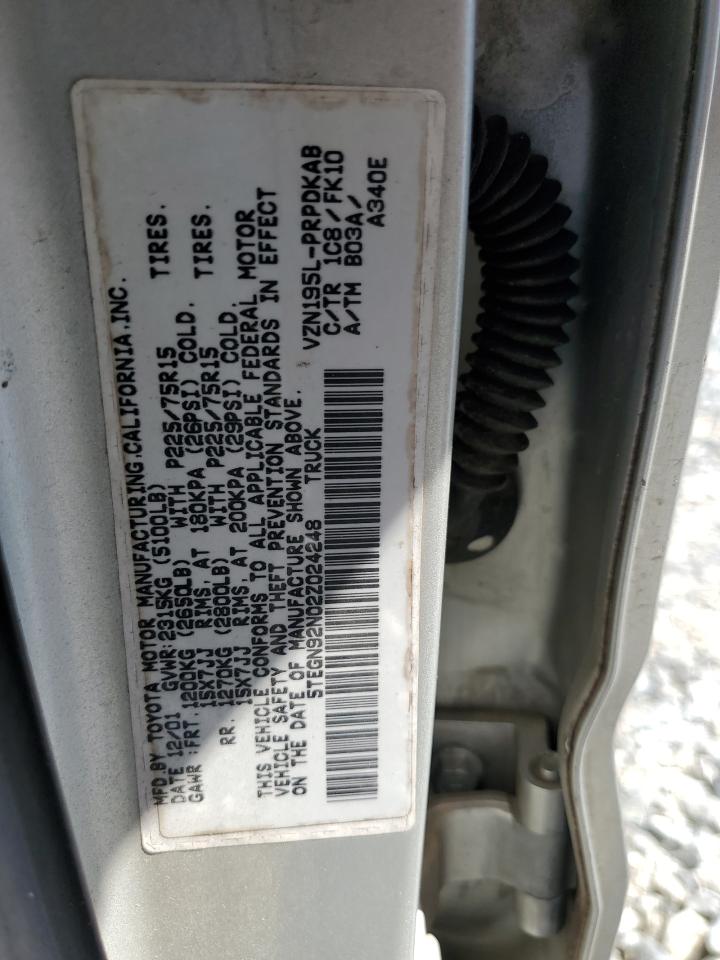 MFD.BY TOYOTA MOTOR MANUFACTURING,CALIFORNIA,INC.
DATE 12/01 GVWR:2315KG (5100LB)
GAWR :FRT.1200KG (2650LB) WITH P225/75R15 TIRES.
15X7JJ RIMS, AT 180KPA (26PSI) COLD.
RR. 1270KG (2800LB) WITH P225/75R15 TIRES.
15X7JJ RIMS, AT 200KPA (29PSI) COLD.
THIS VEHICLE CONFORMS TO ALL APPLICABLE FEDERAL MOTOR
VEHICLE SAFETY AND THEFT PREVENTION STANDARDS IN EFFECT
ON THE DATE OF MANUFACTURE SHOWN ABOVE.
5TEGN92N02Z024248 TRUCK
VZN195L-PRPDKAB
C/TR 1C8/FK10
A/TM B03A/
A340E